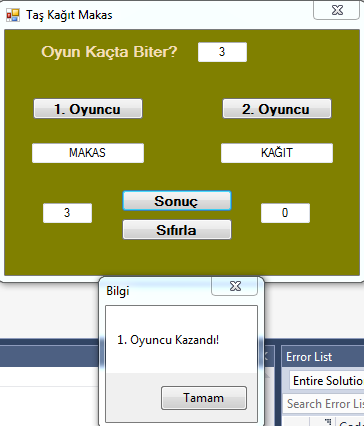 Taş Kağıt Makas
Oyun Kaçta Biter? 3
1. Oyuncu 2. Oyuncu
MAKAS KAĞIT
Sonuç
3 0
Sıfırla
Bilgi
1. Oyuncu Kazandı!
Tamam
Error List
Entire Solutio
Search Error Lis